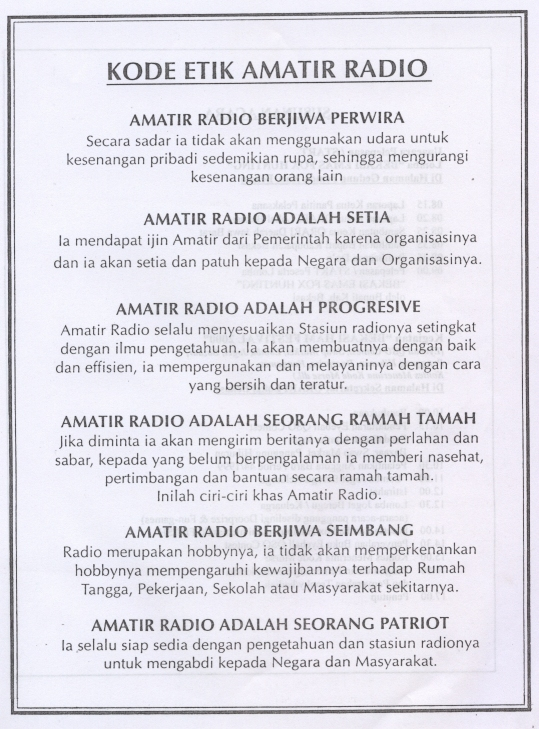 KODE ETIK AMATIR RADIO
AMATIR RADIO BERJIWA PERWIRA
Secara sadar ia tidak akan menggunakan udara untuk
kesenangan pribadi sedemikian rupa, sehingga mengurangi
kesenangan orang lain
AMATIR RADIO ADALAH SETIA
Ia mendapat ijin Amatir dari Pemerintah karena organisasinya
dan ia akan setia dan patuh kepada Negara dan Organisasinya.
AMATIR RADIO ADALAH PROGRESIVE
Amatir Radio selalu menyesuaikan Stasiun radionya setingkat
dengan ilmu pengetahuan. Ia akan membuatnya dengan baik
dan effisien, ia mempergunakan dan melayaninya dengan cara
yang bersih dan teratur.
AMATIR RADIO ADALAH SEORANG RAMAH TAMAH
Jika diminta ia akan mengirim beritanya dengan perlahan dan
sabar, kepada yang belum berpengalaman ia memberi nasehat,
pertimbangan dan bantuan secara ramah tamah.
Inilah ciri-ciri khas Amatir Radio.
AMATIR RADIO BERJIWA SEIMBANG
Radio merupakan hobbynya, ia tidak akan memperkenankan
hobbynya mempengaruhi kewajibannya terhadap Rumah
Tangga, Pekerjaan, Sekolah atau Masyarakat sekitarnya.
AMATIR RADIO ADALAH SEORANG PATRIOT
Ia selalu siap sedia dengan pengetahuan dan stasiun radionya
untuk mengabdi kepada Negara dan Masyarakat.